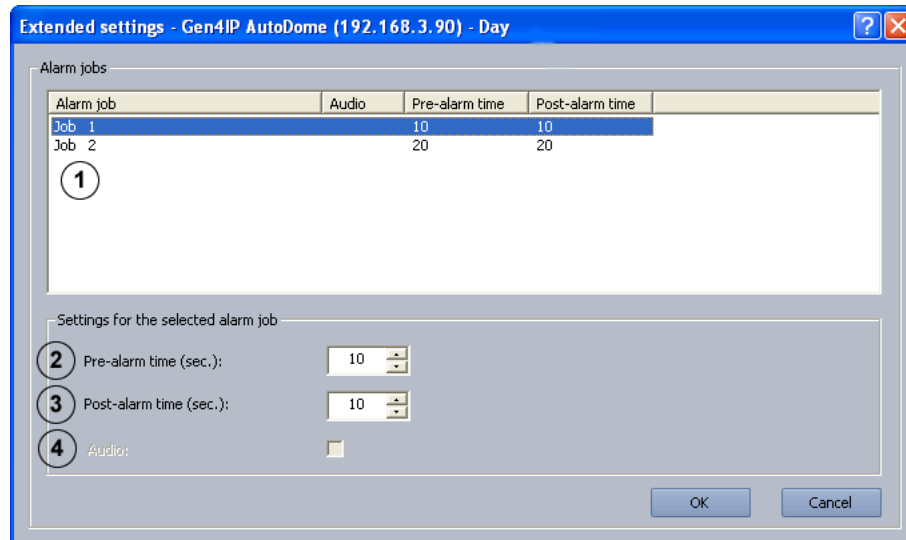 Extended settings - Gen4IP AutoDome (192.168.3.90) - Day ?
Alarm jobs
Alarm job Audio Pre-alarm time Post-alarm time
Job 1 10 10
Job 2 20 20
1
Settings for the selected alarm job
2 Pre-alarm time (sec.): 10
3 Post-alarm time (sec.): 10
4 Audio:
OK Cancel